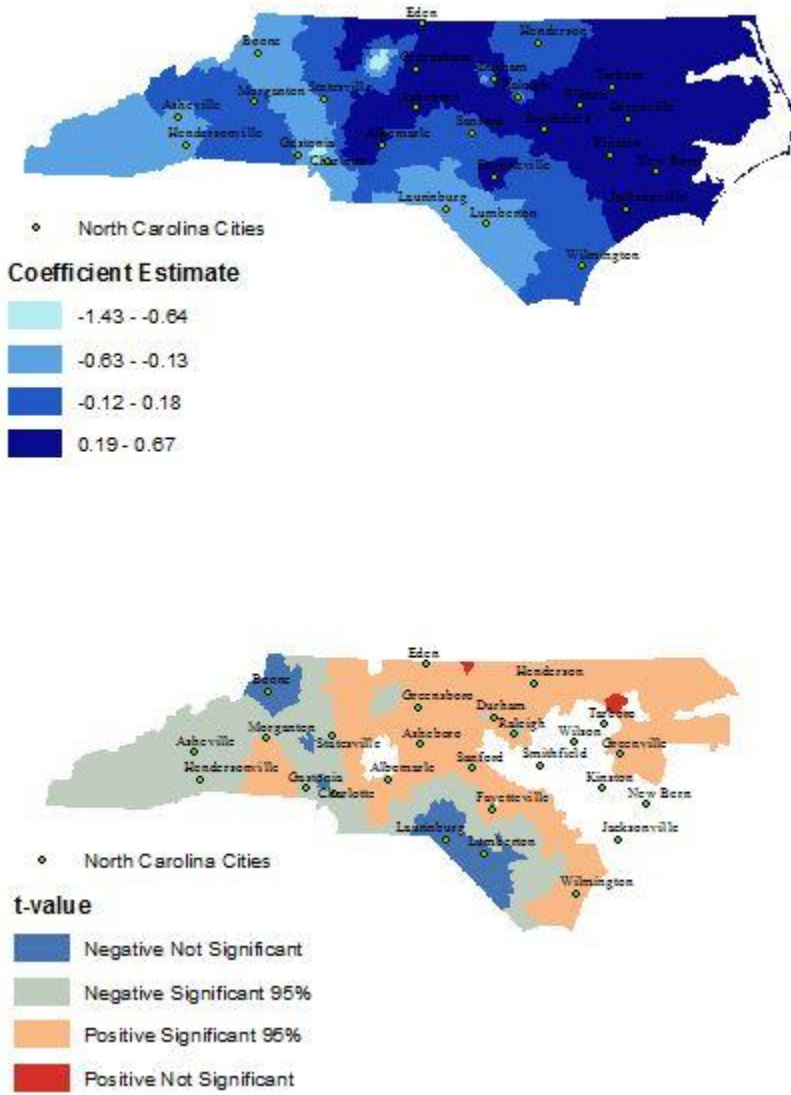 Eden
Henderson
Boone
Greensboro
Durham
Morganton
Statesville
Raleigh
Tarboro
Asheville
Asheboro
Wilson
Greenville
Hendersonville
Sanford
Smithfield
Albemarle
Gastonia
Charlotte
Kinston
Fayetteville
New Bern
Laurinburg
Lumberton
Jacksonville
North Carolina Cities
Wilmington
Coefficient Estimate
-1.43 - -0.64
-0.63 - -0.13
-0.12 - 0.18
0.19 - 0.67
Eden
Boone
Henderson
Greensboro
Durham
Tarboro
Morganton
Raleigh
Wilson
Asheville
Statesville
Asheboro
Greenville
Sanford
Smithfield
Hendersonville
Gastonia
Albemarle
Kinston
Charlotte
Fayetteville
New Bern
Laurinburg
Jacksonville
Lumberton
North Carolina Cities
Wilmington
t-value
Negative Not Significant
Negative Significant 95%
Positive Significant 95%
Positive Not Significant